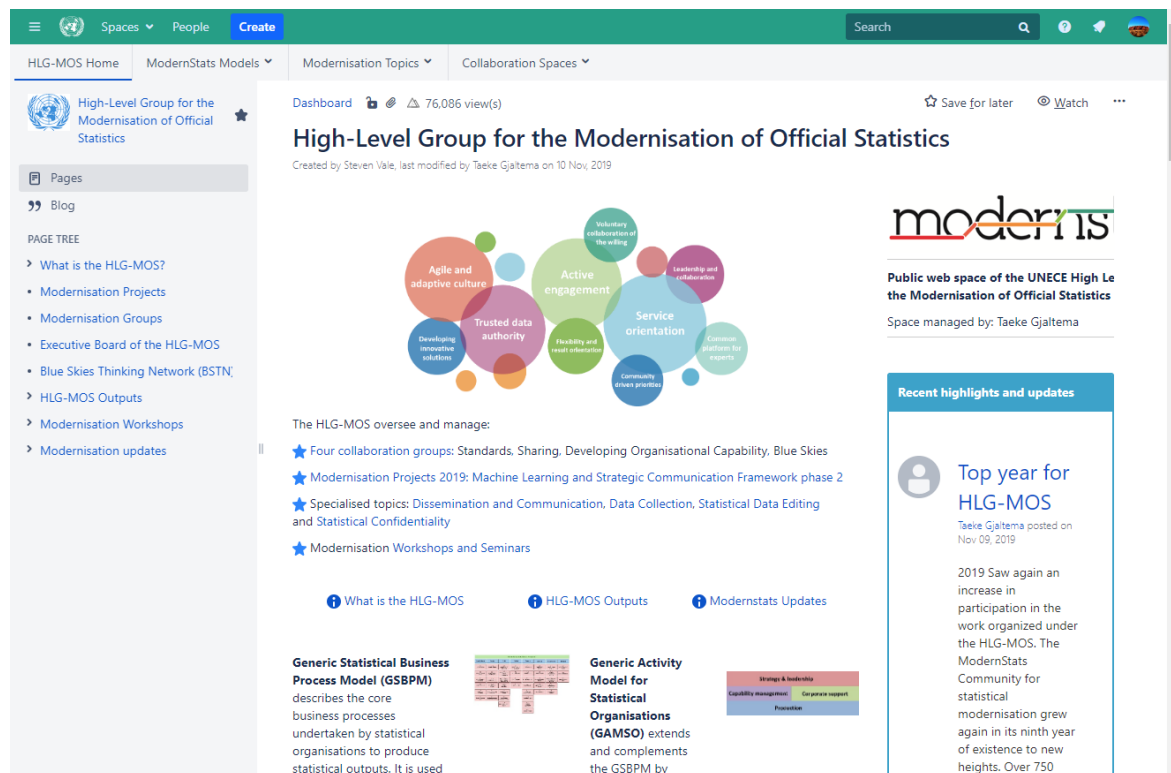 Spaces People Create Search
HLG-MOS Home ModernStats Models Modernisation Topics Collaboration Spaces
High-Level Group for the
Modernisation of Official
Statistics
Pages
Blog
PAGE TREE
What is the HLG-MOS?
Modernisation Projects
Modernisation Groups
Executive Board of the HLG-MOS
Blue Skies Thinking Network (BSTN)
HLG-MOS Outputs
Modernisation Workshops
Modernisation updates
Dashboard 76,086 view(s) Save for later Watch
High-Level Group for the Modernisation of Official Statistics
Created by Steven Vale, last modified by Taeke Gjaltema on 10 Nov, 2019
Voluntary
collaboration of
the willing
Agile and
adaptive culture
Active
engagement
Leadership and
collaboration
Trusted data
authority
Service
orientation
Developing
innovative
solutions
Flexibility and
result orientation
Common
platform for
experts
Community
driven priorities
The HLG-MOS oversee and manage:
Four collaboration groups: Standards, Sharing, Developing Organisational Capability, Blue Skies
Modernisation Projects 2019: Machine Learning and Strategic Communication Framework phase 2
Specialised topics: Dissemination and Communication, Data Collection, Statistical Data Editing
and Statistical Confidentiality
Modernisation Workshops and Seminars
What is the HLG-MOS HLG-MOS Outputs Modernstats Updates
Generic Statistical Business
Process Model (GSBPM)
describes the core
business processes
undertaken by statistical
organisations to produce
statistical outputs. It is used
Generic Activity
Model for
Statistical
Organisations
(GAMSO) extends
and complements
the GSBPM by
Strategy & leadership
Capability management Corporate support
Production
moderns
Public web space of the UNECE High Le
the Modernisation of Official Statistics
Space managed by: Taeke Gjaltema
Recent highlights and updates
Top year for
HLG-MOS
Taeke Gjaltema posted on
Nov 09, 2019
2019 Saw again an
increase in
participation in the
work organized under
the HLG-MOS. The
ModernStats
Community for
statistical
modernisation grew
again in its ninth year
of existence to new
heights. Over 750